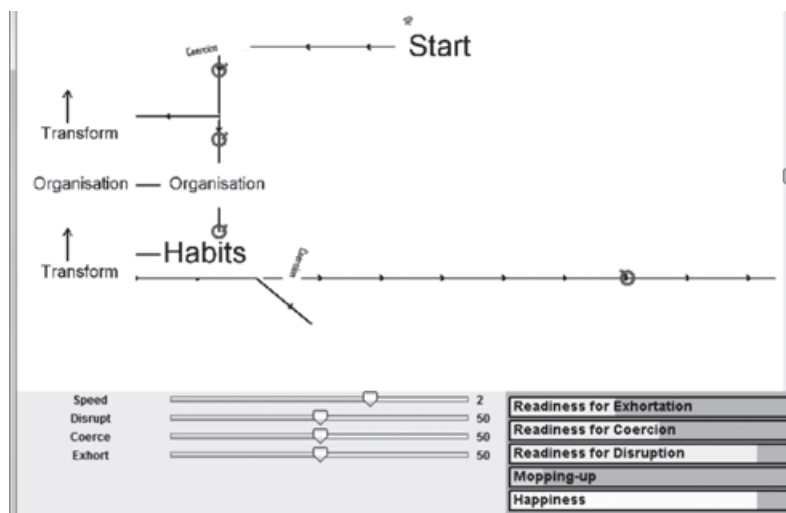 Start
Coercion
Transform
Organisation — Organisation
Habits
Transform
Coercion
Speed 2
Disrupt 50
Coerce 50
Exhort 50
Readiness for Exhortation
Readiness for Coercion
Readiness for Disruption
Mopping-up
Happiness